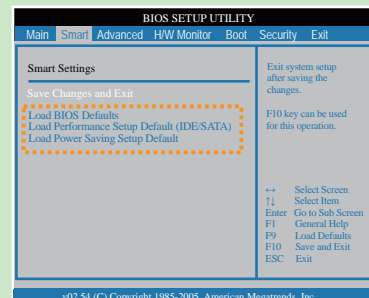 BIOS SETUP UTILITY
Main Smart Advanced H/W Monitor Boot Security Exit
Smart Settings
Save Changes and Exit
Load BIOS Defaults
Load Performance Setup Default (IDE/SATA)
Load Power Saving Setup Default
Exit system setup
after saving the
changes.
F10 key can be used
for this operation.
↔ Select Screen
↑↓ Select Item
Enter Go to Sub Screen
F1 General Help
F9 Load Defaults
F10 Save and Exit
ESC Exit
v02.54 (C) Copyright 1985-2005, American Megatrends, Inc.